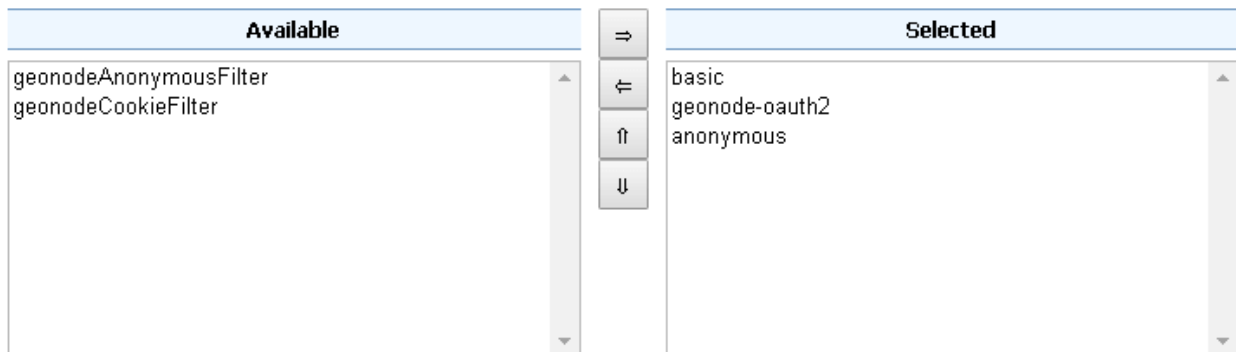 Available
Selected
⇒
⇐
⇑
⇓
geonodeAnonymousFilter
geonodeCookieFilter
basic
geonode-oauth2
anonymous